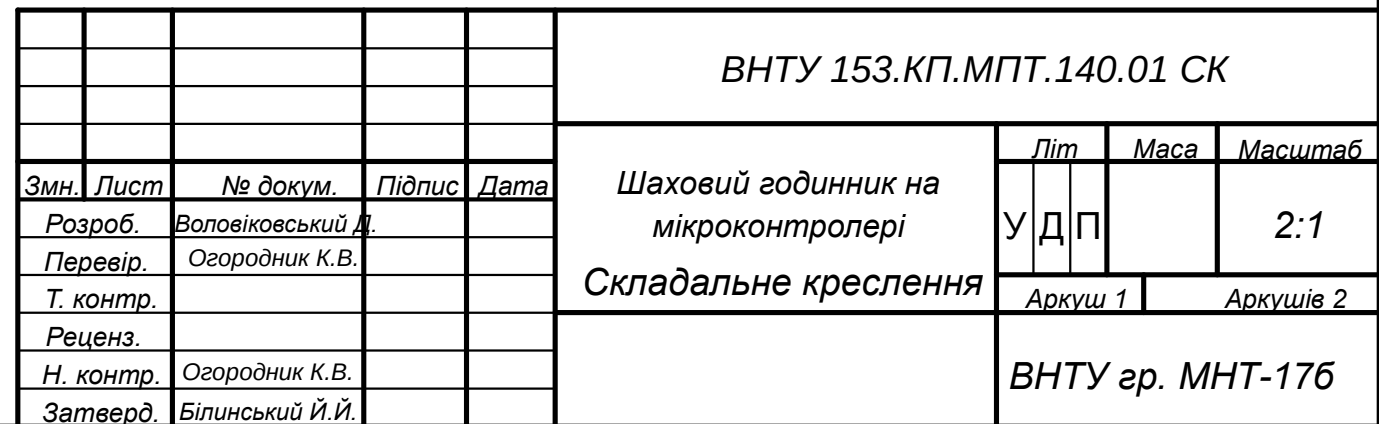 ВНТУ 153.КП.МПТ.140.01 СК
Змн. Лист № докум. Підпис Дата
Розроб. Воловіковський Д.
Перевір. Огородник К.В.
Т. контр.
Реценз.
Н. контр. Огородник К.В.
Затверд. Білинський Й.Й.
Шаховий годинник на
мікроконтролері
Складальне креслення
Літ Маса Масштаб
У Д П 2:1
Аркуш 1 Аркушів 2
ВНТУ гр. МНТ-17б